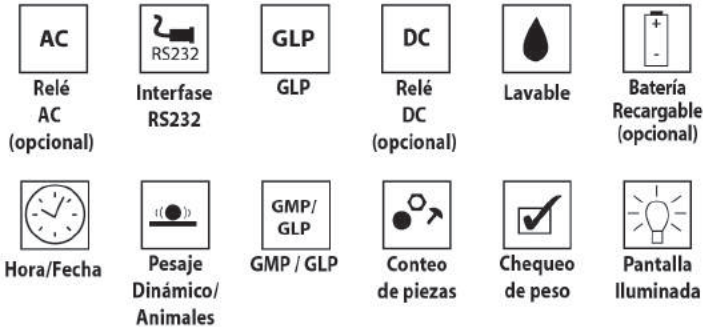 AC
Relé
AC
(opcional)
RS232
Interfase
RS232
GLP
GLP
DC
Relé
DC
(opcional)
Lavable
+
-
Batería
Recargable
(opcional)
Hora/Fecha
Pesaje
Dinámico/
Animales
GMP/
GLP
GMP / GLP
Conteo
de piezas
Chequeo
de peso
Pantalla
Iluminada